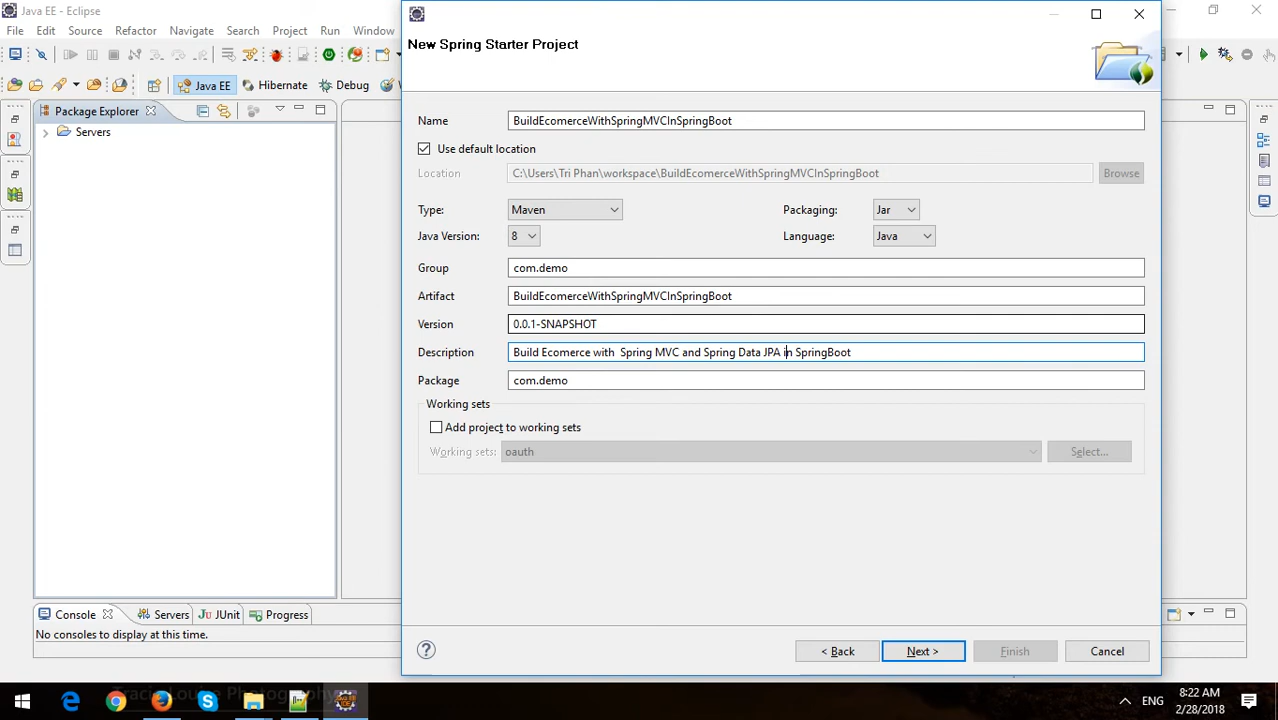 Java EE - Eclipse
File Edit Source Refactor Navigate Search Project Run Window
Java EE Hibernate Debug
Package Explorer
Servers
New Spring Starter Project
Name BuildEcomerceWithSpringMVCInSpringBoot
Use default location
Location C:\Users\Tri Phan\workspace\BuildEcomerceWithSpringMVCInSpringBoot Browse
Type: Maven Packaging: Jar
Java Version: 8 Language: Java
Group com.demo
Artifact BuildEcomerceWithSpringMVCInSpringBoot
Version 0.0.1-SNAPSHOT
Description Build Ecomerce with  Spring MVC and Spring Data JPA in SpringBoot
Package com.demo
Working sets
Add project to working sets
Working sets: oauth Select...
< Back Next > Finish Cancel
Console Servers JUnit Progress
No consoles to display at this time.
ENG
8:22 AM
2/28/2018